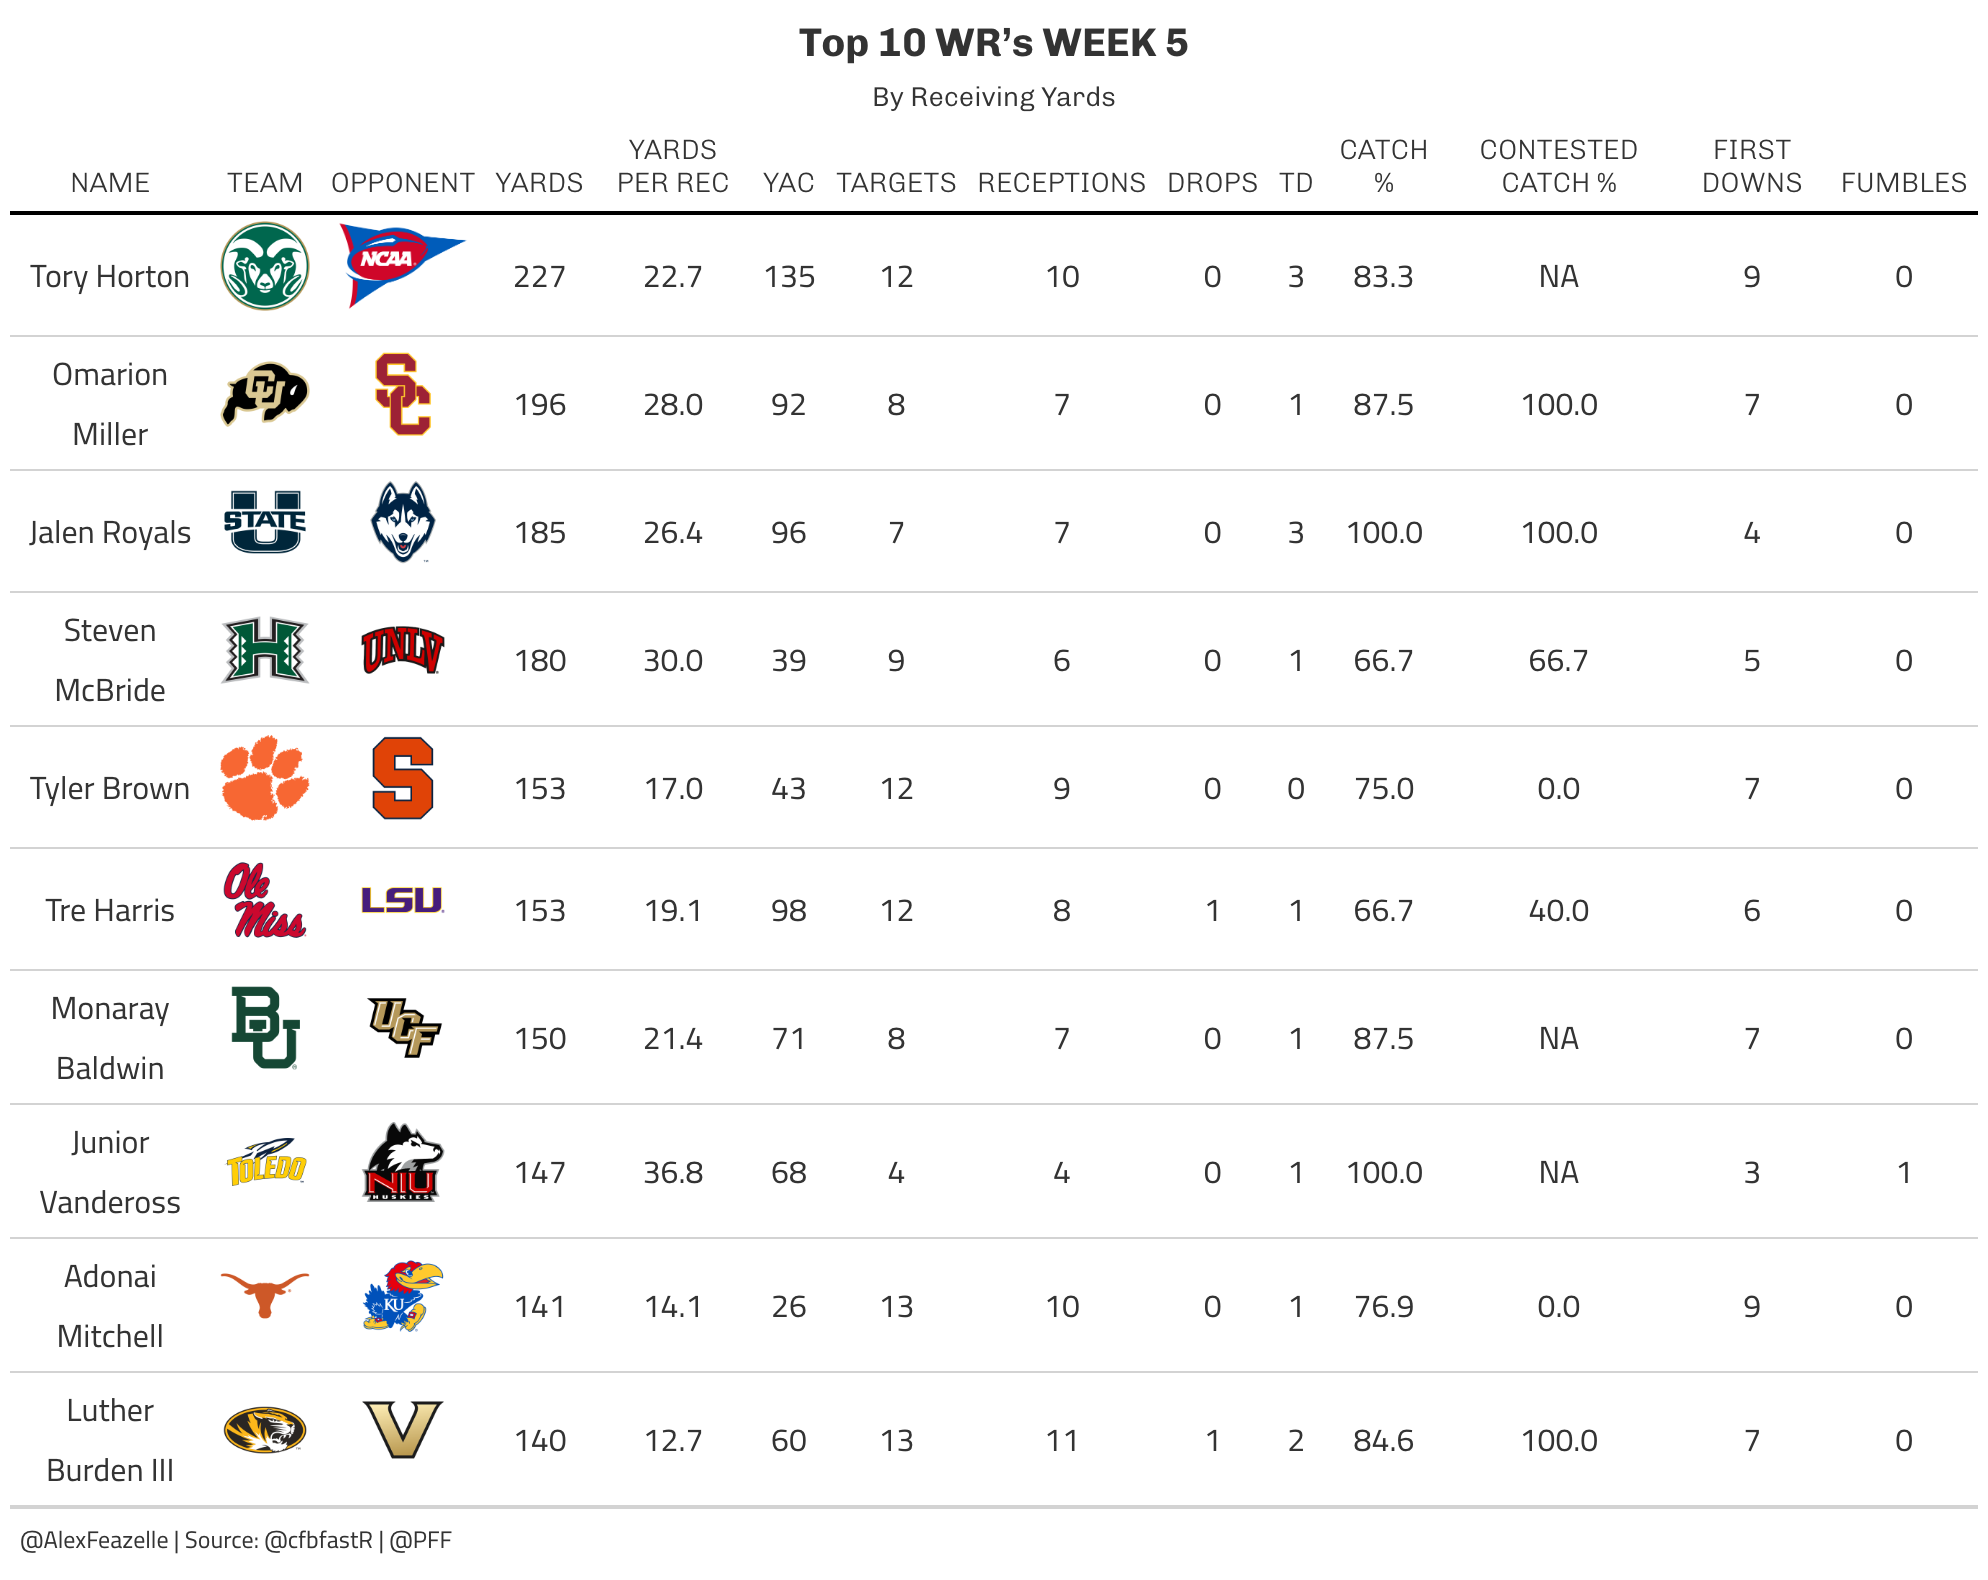 Top 10 WR’s WEEK 5
By Receiving Yards
NAME TEAM OPPONENT YARDS YARDS PER REC YAC TARGETS RECEPTIONS DROPS TD CATCH % CONTESTED CATCH % FIRST DOWNS FUMBLES
Tory Horton NCAA 227 22.7 135 12 10 0 3 83.3 NA 9 0
Omarion Miller CU SC 196 28.0 92 8 7 0 1 87.5 100.0 7 0
Jalen Royals U STATE 185 26.4 96 7 7 0 3 100.0 100.0 4 0
Steven McBride H UNLV 180 30.0 39 9 6 0 1 66.7 66.7 5 0
Tyler Brown S 153 17.0 43 12 9 0 0 75.0 0.0 7 0
Tre Harris Ole Miss LSU 153 19.1 98 12 8 1 1 66.7 40.0 6 0
Monaray Baldwin BU UCF 150 21.4 71 8 7 0 1 87.5 NA 7 0
Junior Vandeross TOLEDO NIU HUSKIES 147 36.8 68 4 4 0 1 100.0 NA 3 1
Adonai Mitchell KU 141 14.1 26 13 10 0 1 76.9 0.0 9 0
Luther Burden III V 140 12.7 60 13 11 1 2 84.6 100.0 7 0
@AlexFeazelle | Source: @cfbfastR | @PFF